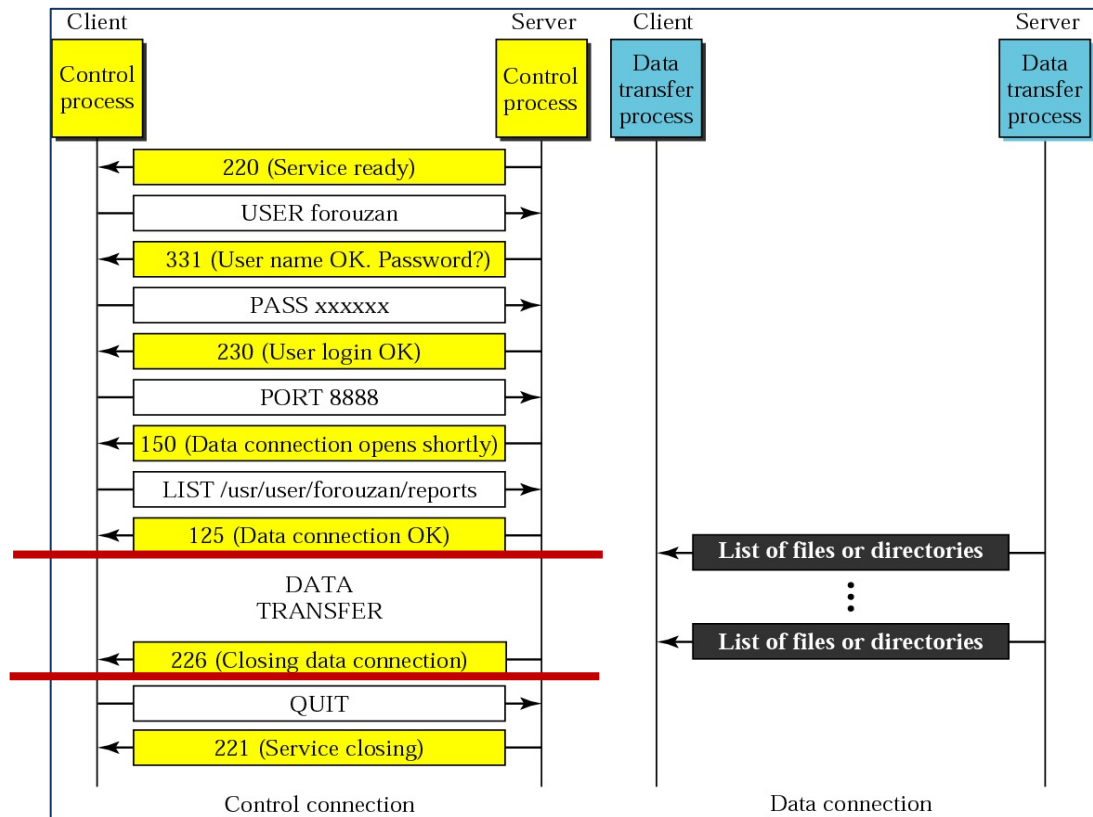 Client
Server
Client
Server
Control
process
Control
process
Data
transfer
process
Data
transfer
process
220 (Service ready)
USER forouzan
331 (User name OK. Password?)
PASS xxxxxx
230 (User login OK)
PORT 8888
150 (Data connection opens shortly)
LIST /usr/user/forouzan/reports
125 (Data connection OK)
List of files or directories
DATA
TRANSFER
List of files or directories
226 (Closing data connection)
QUIT
221 (Service closing)
Control connection
Data connection